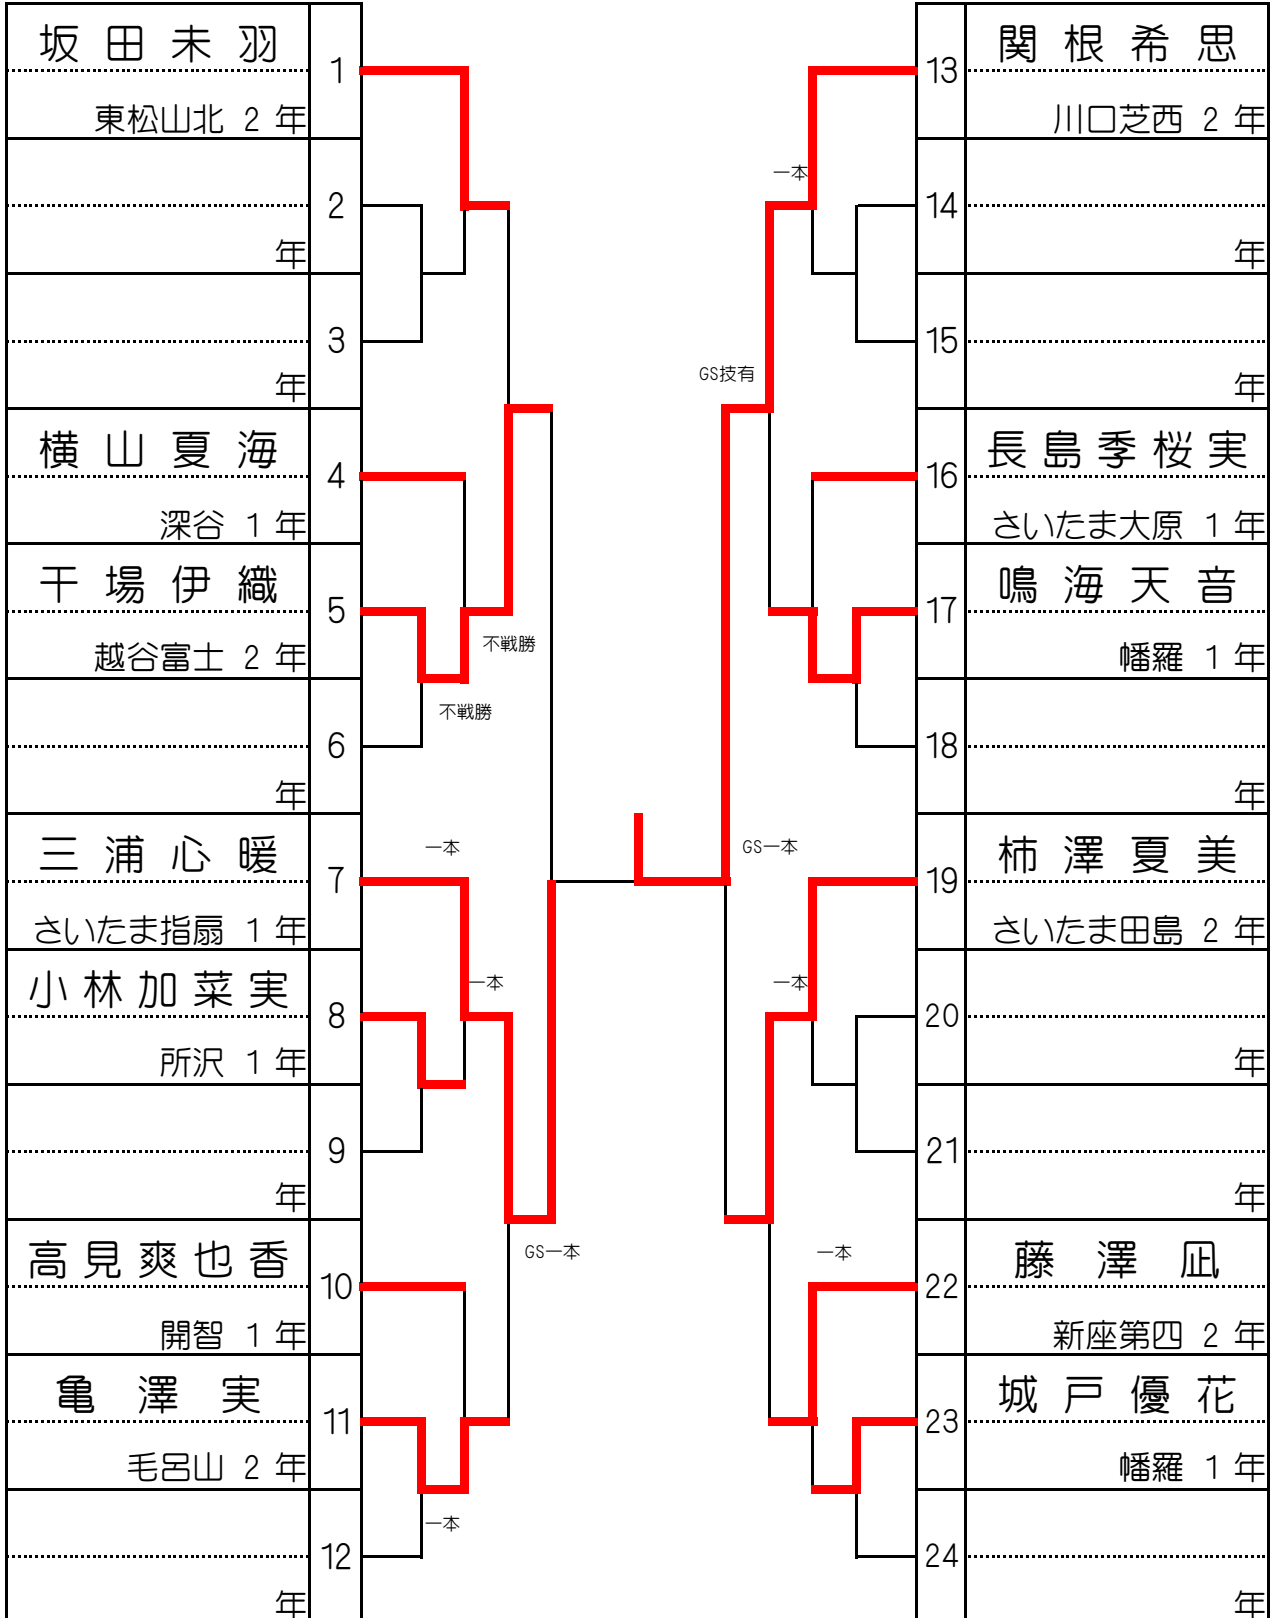 坂田未羽
1
東松山北 2 年
2
年
3
年
横山夏海
4
深谷 1 年
干場伊織
5
越谷富士 2 年
不戦勝
不戦勝
6
年
三浦心暖
7
さいたま指扇 1 年
一本
小林加菜実
8
所沢 1 年
一本
9
年
高見爽也香
10
開智 1 年
GS一本
亀澤実
11
毛呂山 2 年
一本
12
年
関根希思
13
川口芝西 2 年
一本
14
年
15
年
GS技有
長島季桜実
16
さいたま大原 1 年
鳴海天音
17
幡羅 1 年
18
年
GS一本
柿澤夏美
19
さいたま田島 2 年
一本
20
年
21
年
藤澤凪
22
新座第四 2 年
一本
城戸優花
23
幡羅 1 年
24
年